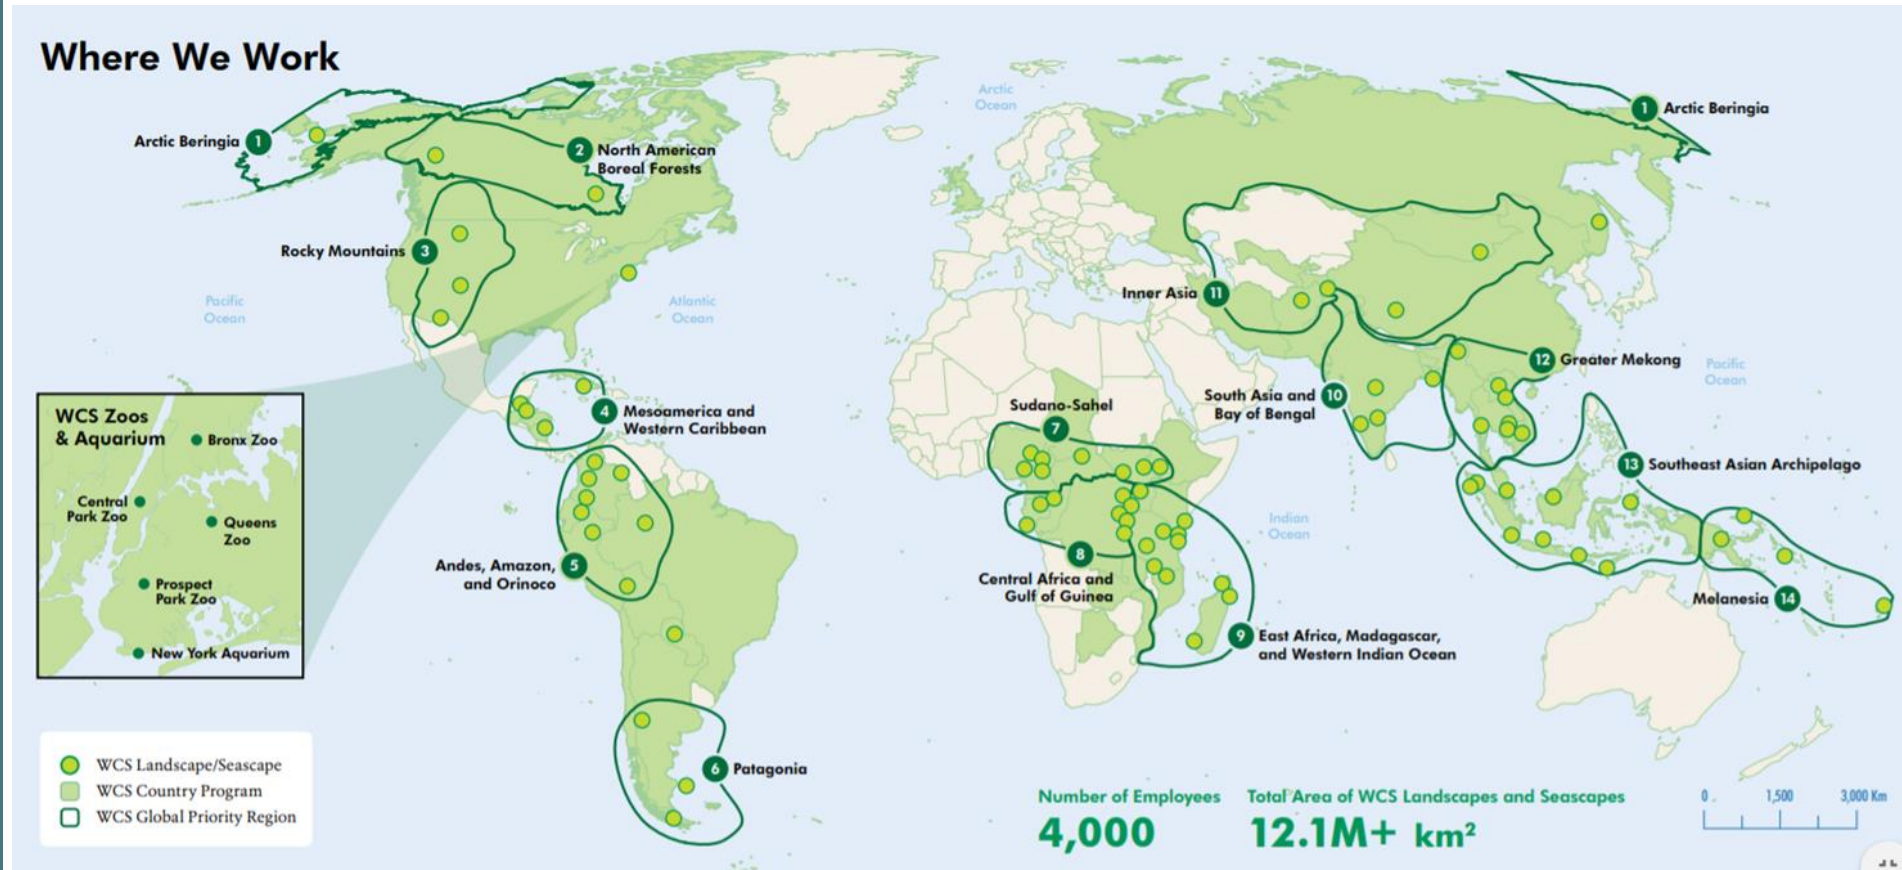 Where We Work
Arctic
Ocean
Arctic Beringia 1
1 Arctic Beringia
2 North American
Boreal Forests
Rocky Mountains 3
Pacific
Ocean
Atlantic
Ocean
Inner Asia 11
12 Greater Mekong
Pacific
Ocean
South Asia and 10
Bay of Bengal
Sudano-Sahel
7
4 Mesoamerica and
Western Caribbean
13 Southeast Asian Archipelago
Indian
Ocean
Andes, Amazon, 5
and Orinoco
8
Central Africa and
Gulf of Guinea
Melanesia 14
9 East Africa, Madagascar,
and Western Indian Ocean
6 Patagonia
WCS Zoos
& Aquarium
Bronx Zoo
Central
Park Zoo
Queens
Zoo
Prospect
Park Zoo
New York Aquarium
WCS Landscape/Seascape
WCS Country Program
WCS Global Priority Region
Number of Employees
4,000
Total Area of WCS Landscapes and Seascapes
12.1M+ km²
0 1,500 3,000 Km